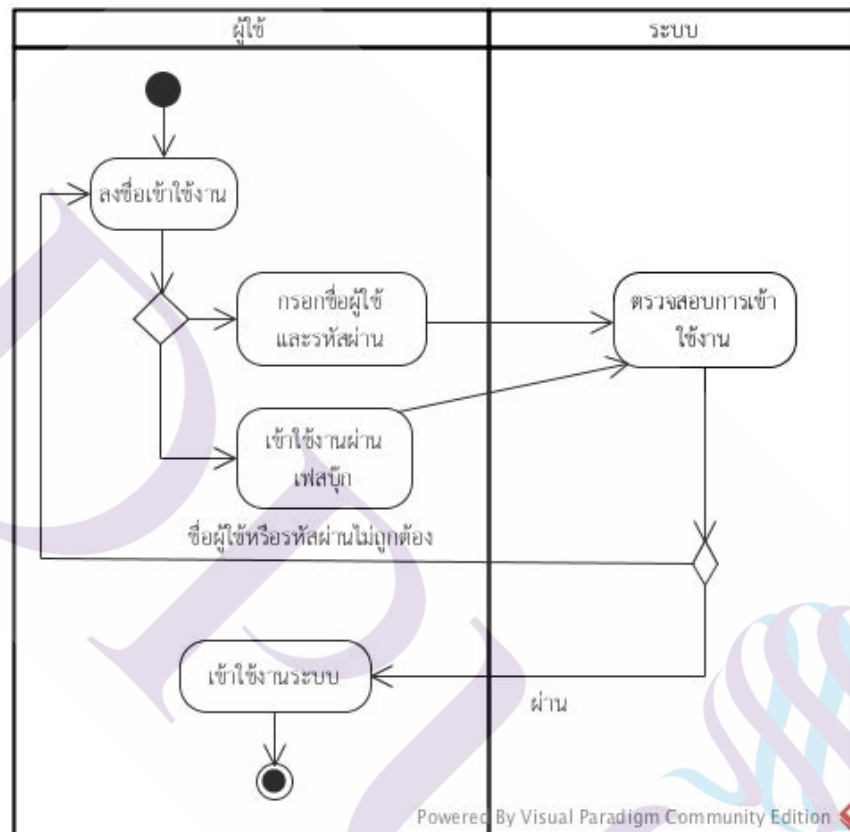 ผู้ใช้
ระบบ
ลงชื่อเข้าใช้งาน
กรอกชื่อผู้ใช้
และรหัสผ่าน
ตรวจสอบการเข้า
ใช้งาน
เข้าใช้งานผ่าน
เฟสบุ๊ก
ชื่อผู้ใช้หรือรหัสผ่านไม่ถูกต้อง
เข้าใช้งานระบบ
ผ่าน
Powered By Visual Paradigm Community Edition